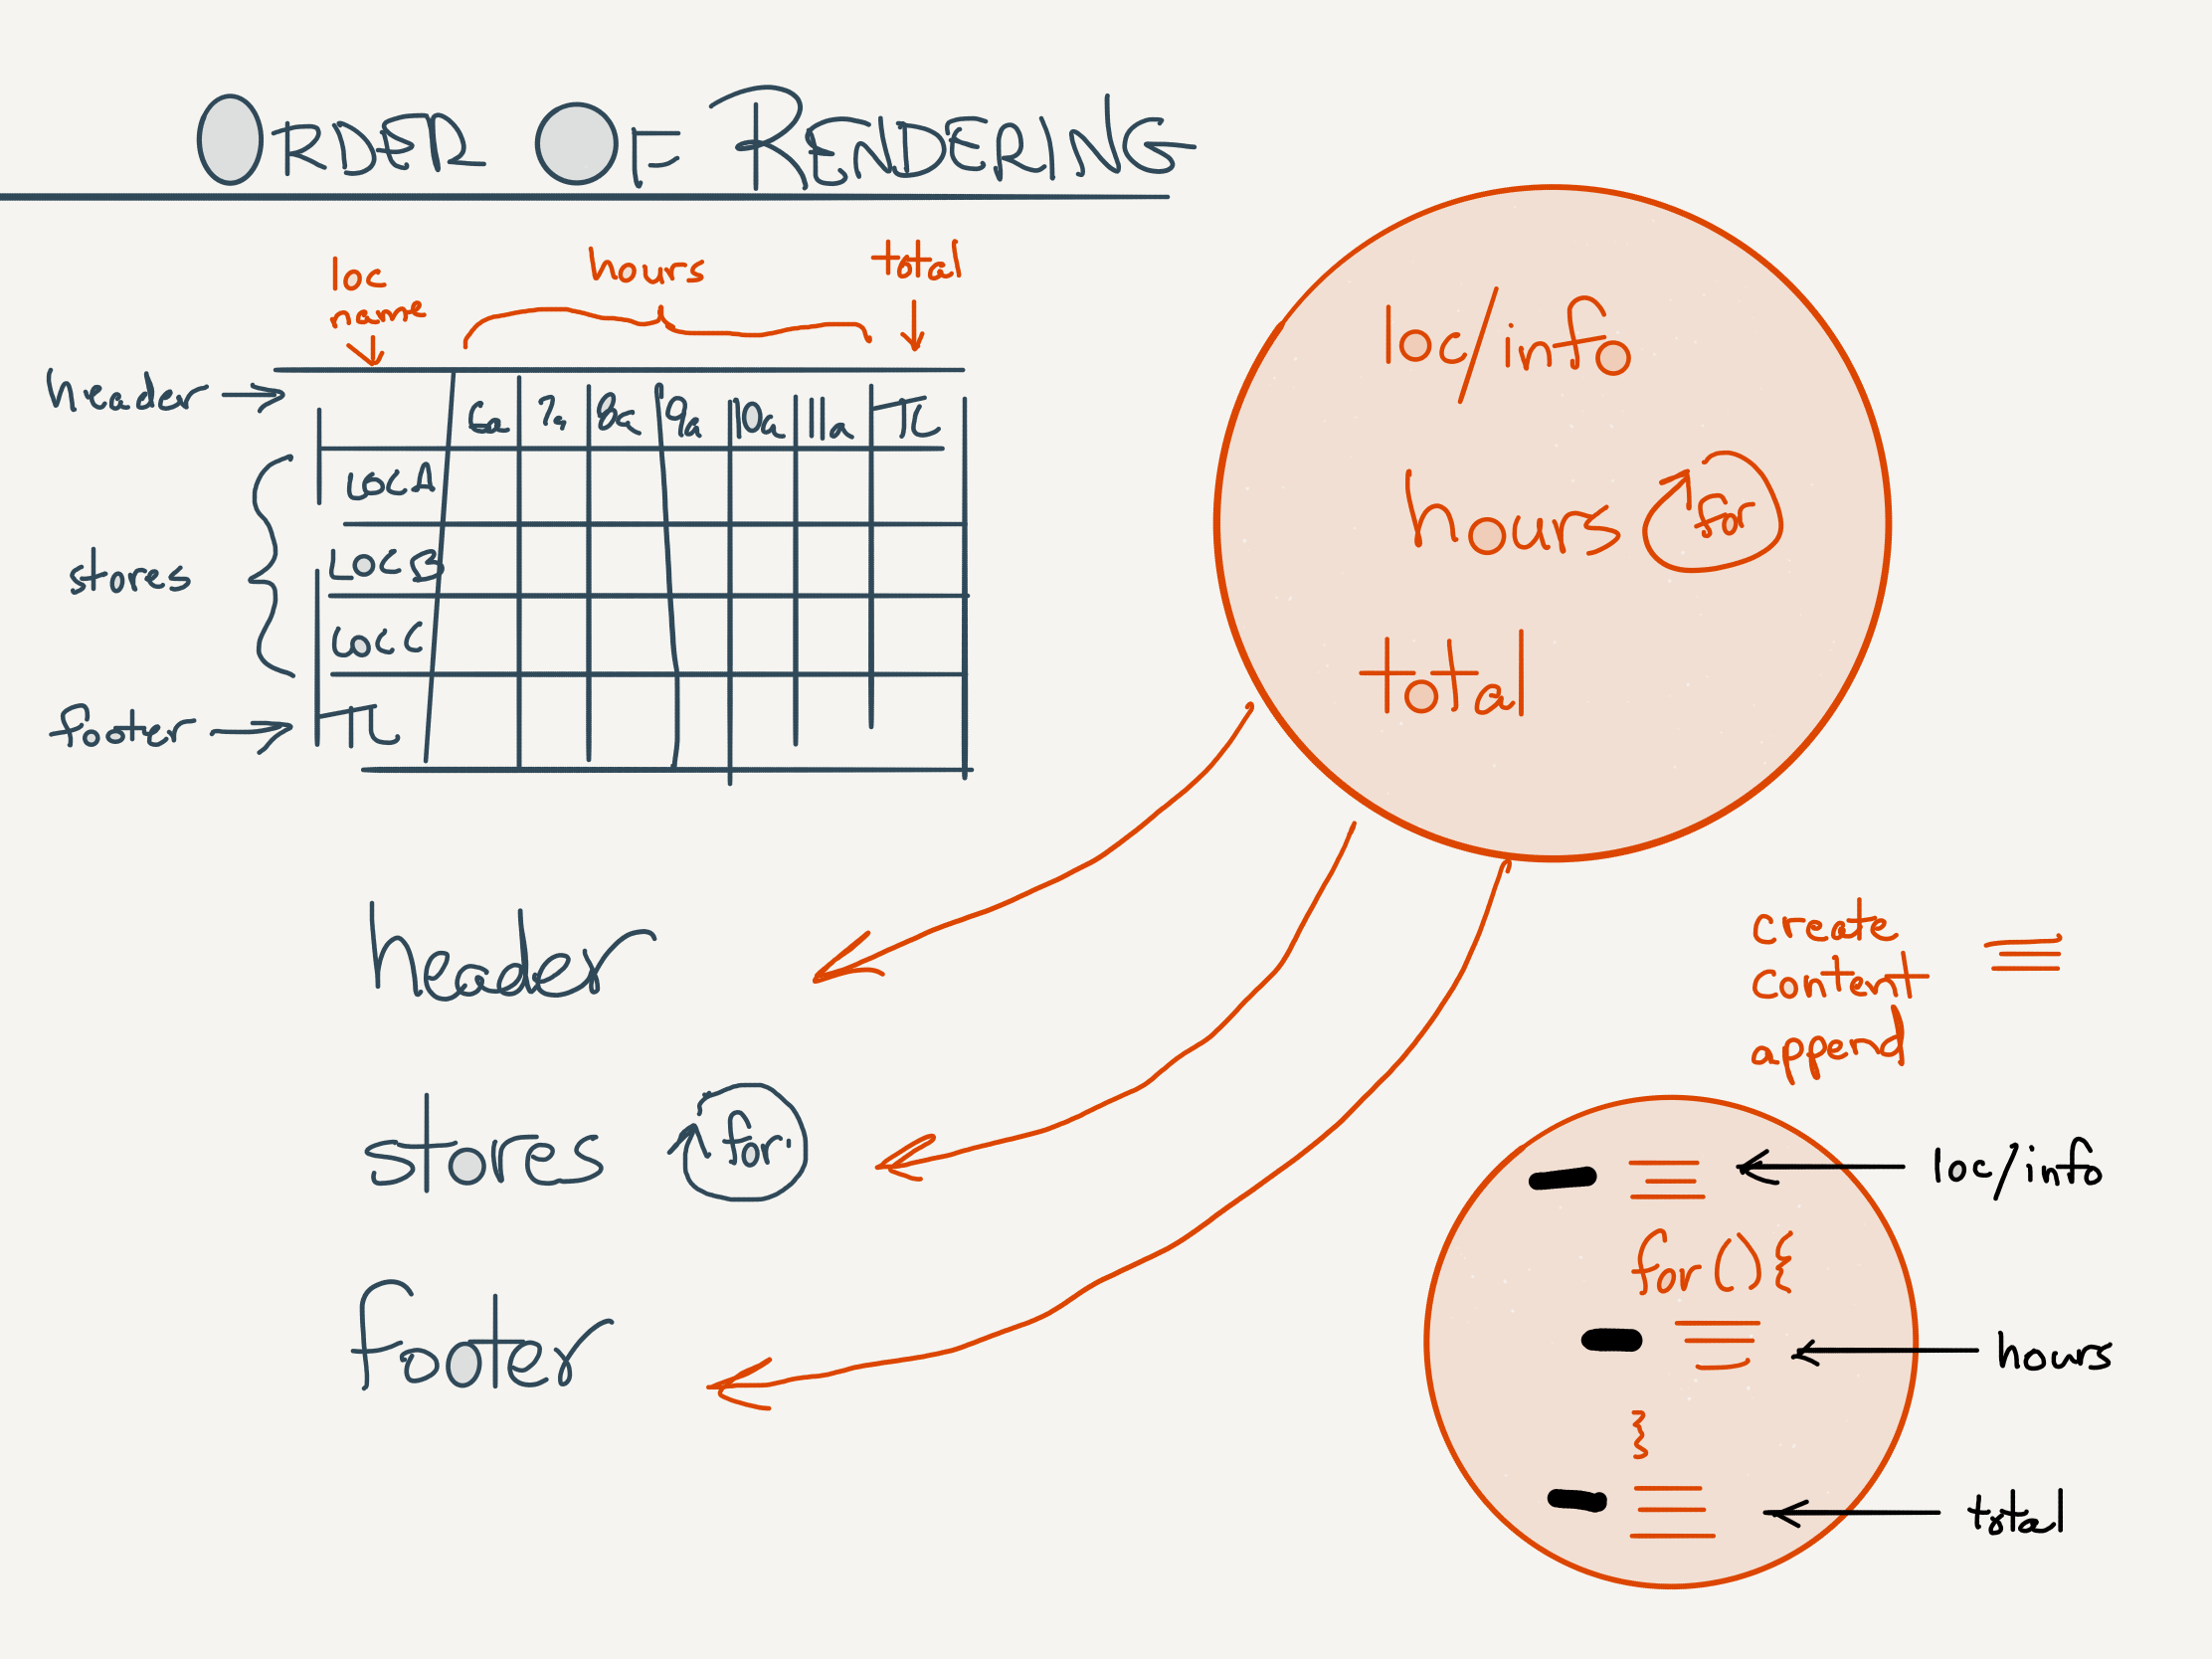 ORDER OF RENDERING
loc
name
hours
total
header
6a 7a 8a 9a 10a 11a TL
LOC A
LOC B
LOC C
TL
stores
footer
loc/info
hours for
total
header
stores for
footer
create
content
append
loc/info
for () {
hours
}
total